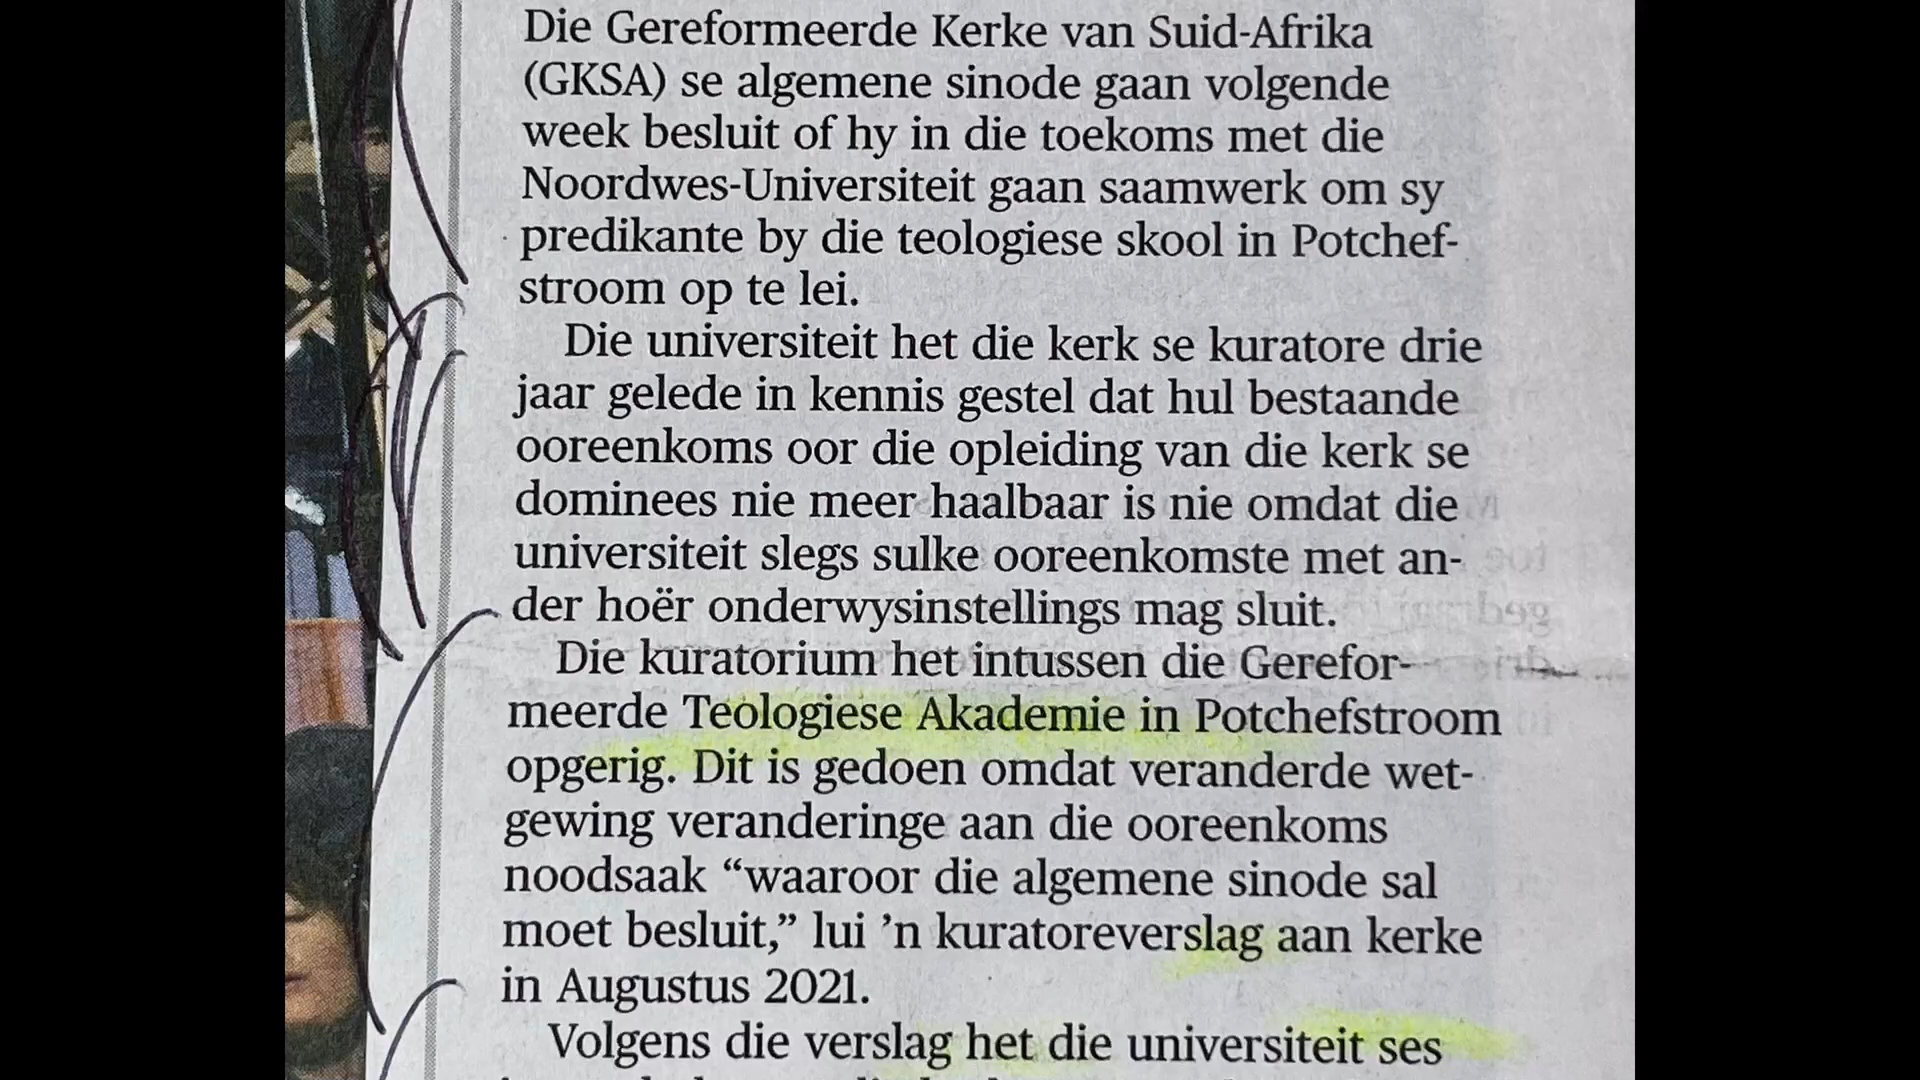 Die Gereformeerde Kerke van Suid-Afrika
(GKSA) se algemene sinode gaan volgende
week besluit of hy in die toekoms met die
Noordwes-Universiteit gaan saamwerk om sy
predikante by die teologiese skool in Potchef-
stroom op te lei.
Die universiteit het die kerk se kuratore drie
jaar gelede in kennis gestel dat hul bestaande
ooreenkoms oor die opleiding van die kerk se
dominees nie meer haalbaar is nie omdat die
universiteit slegs sulke ooreenkomste met an-
der hoër onderwysinstellings mag sluit.
Die kuratorium het intussen die Gerefor-
meerde Teologiese Akademie in Potchefstroom
opgerig. Dit is gedoen omdat veranderde wet-
gewing veranderinge aan die ooreenkoms
noodsaak “waaroor die algemene sinode sal
moet besluit,” lui ’n kuratoreverslag aan kerke
in Augustus 2021.
Volgens die verslag het die universiteit ses